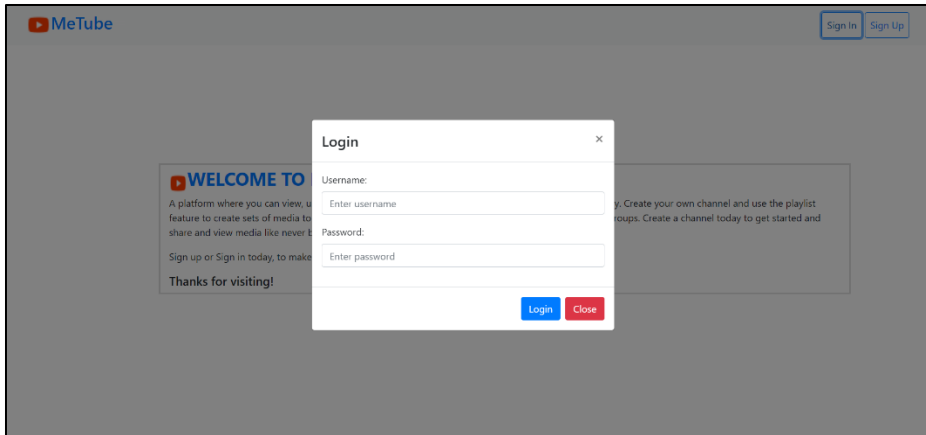 MeTube
Sign In
Sign Up
Login
×
Username:
Enter username
Password:
Enter password
Login
Close
WELCOME TO
A platform where you can view, u
y. Create your own channel and use the playlist
feature to create sets of media to
roups. Create a channel today to get started and
share and view media like never b
Sign up or Sign in today, to make
Thanks for visiting!